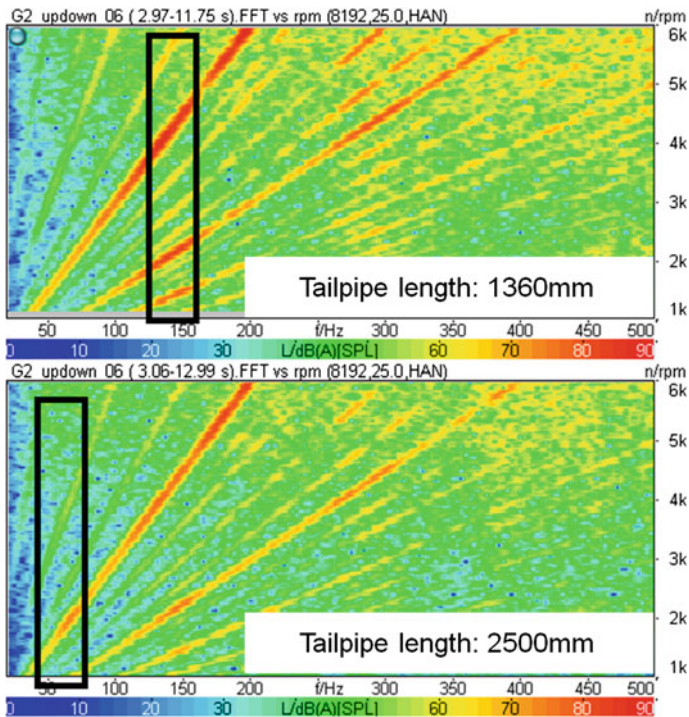 G2 updown 06 ( 2.97-11.75 s).FFT vs rpm (8192,25.0,HAN) n/rpm
6k
5k
4k
3k
2k
1k
Tailpipe length: 1360mm
50 100 150 200 f/Hz 300 350 400 450 500
0 10 20 30 L/dB(A)[SPL] 60 70 80 90
G2 updown 06 ( 3.06-12.99 s).FFT vs rpm (8192,25.0,HAN) n/rpm
6k
5k
4k
3k
2k
1k
Tailpipe length: 2500mm
50 100 150 200 f/Hz 300 350 400 450 500
0 10 20 30 L/dB(A)[SPL] 60 70 80 90